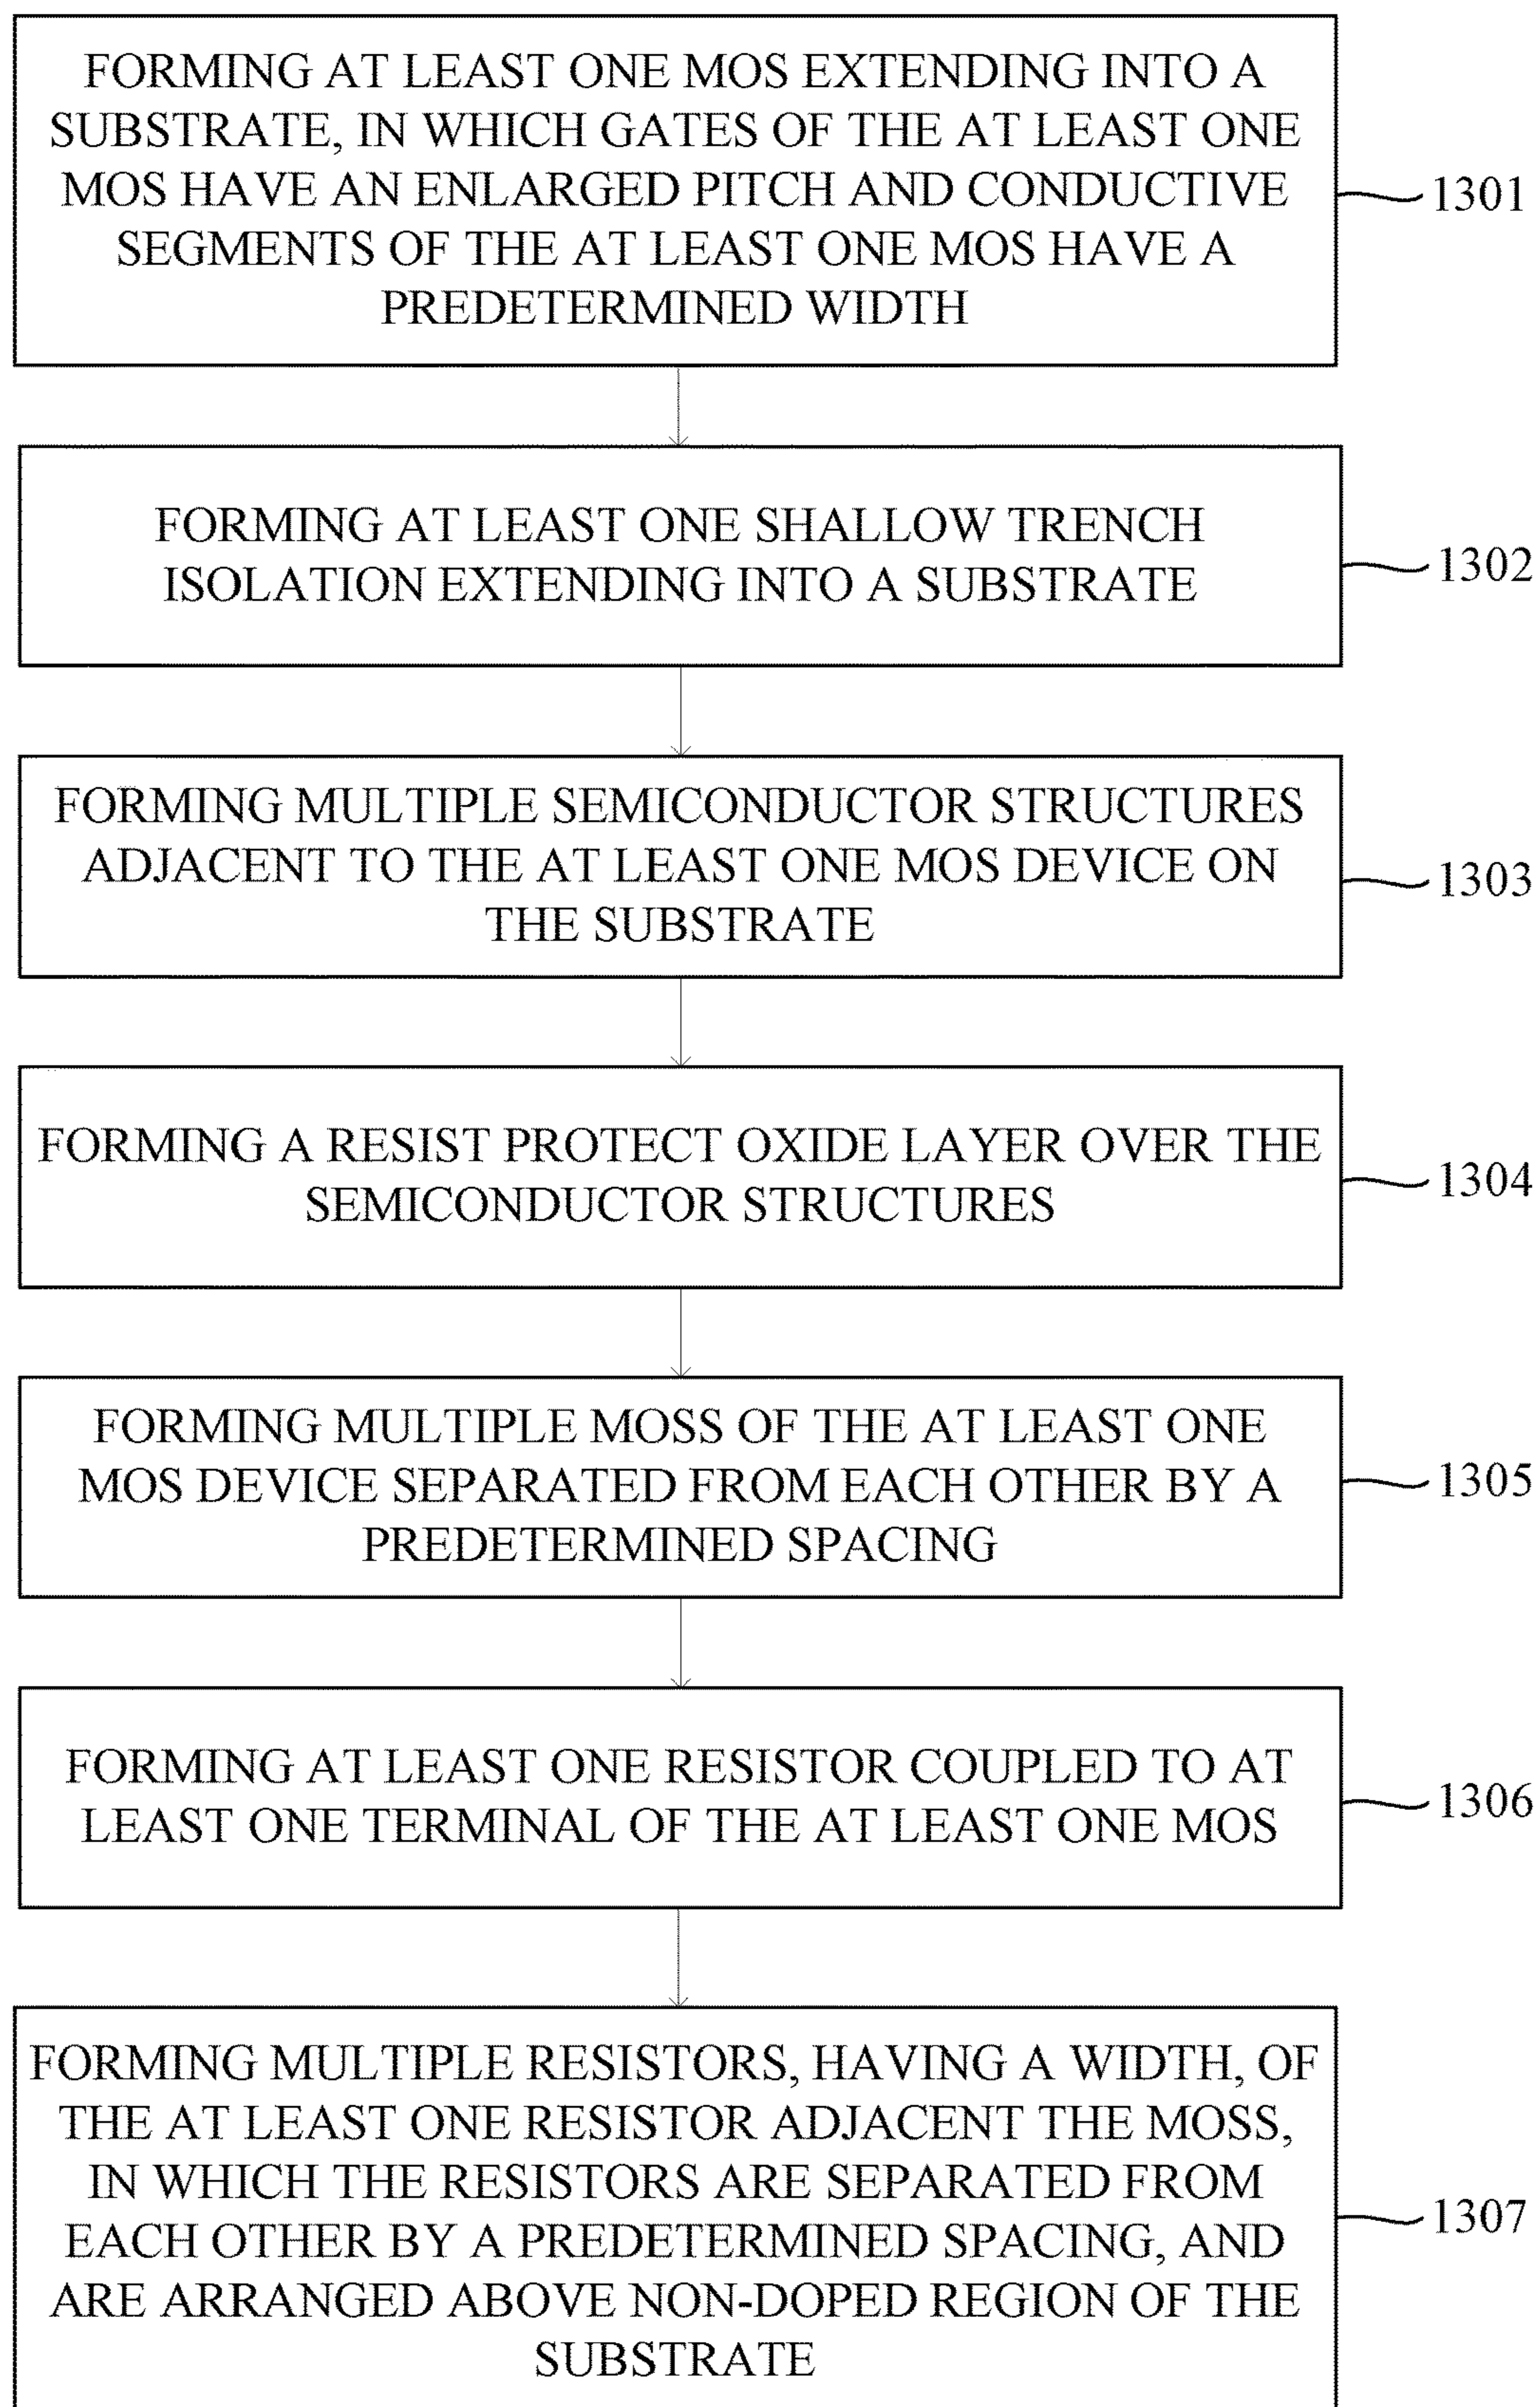 FORMING AT LEAST ONE MOS EXTENDING INTO A
SUBSTRATE, IN WHICH GATES OF THE AT LEAST ONE
MOS HAVE AN ENLARGED PITCH AND CONDUCTIVE
SEGMENTS OF THE AT LEAST ONE MOS HAVE A
PREDETERMINED WIDTH
1301
FORMING AT LEAST ONE SHALLOW TRENCH
ISOLATION EXTENDING INTO A SUBSTRATE
1302
FORMING MULTIPLE SEMICONDUCTOR STRUCTURES
ADJACENT TO THE AT LEAST ONE MOS DEVICE ON
THE SUBSTRATE
1303
FORMING A RESIST PROTECT OXIDE LAYER OVER THE
SEMICONDUCTOR STRUCTURES
1304
FORMING MULTIPLE MOSS OF THE AT LEAST ONE
MOS DEVICE SEPARATED FROM EACH OTHER BY A
PREDETERMINED SPACING
1305
FORMING AT LEAST ONE RESISTOR COUPLED TO AT
LEAST ONE TERMINAL OF THE AT LEAST ONE MOS
1306
FORMING MULTIPLE RESISTORS, HAVING A WIDTH, OF
THE AT LEAST ONE RESISTOR ADJACENT THE MOSS,
IN WHICH THE RESISTORS ARE SEPARATED FROM
EACH OTHER BY A PREDETERMINED SPACING, AND
ARE ARRANGED ABOVE NON-DOPED REGION OF THE
SUBSTRATE
1307